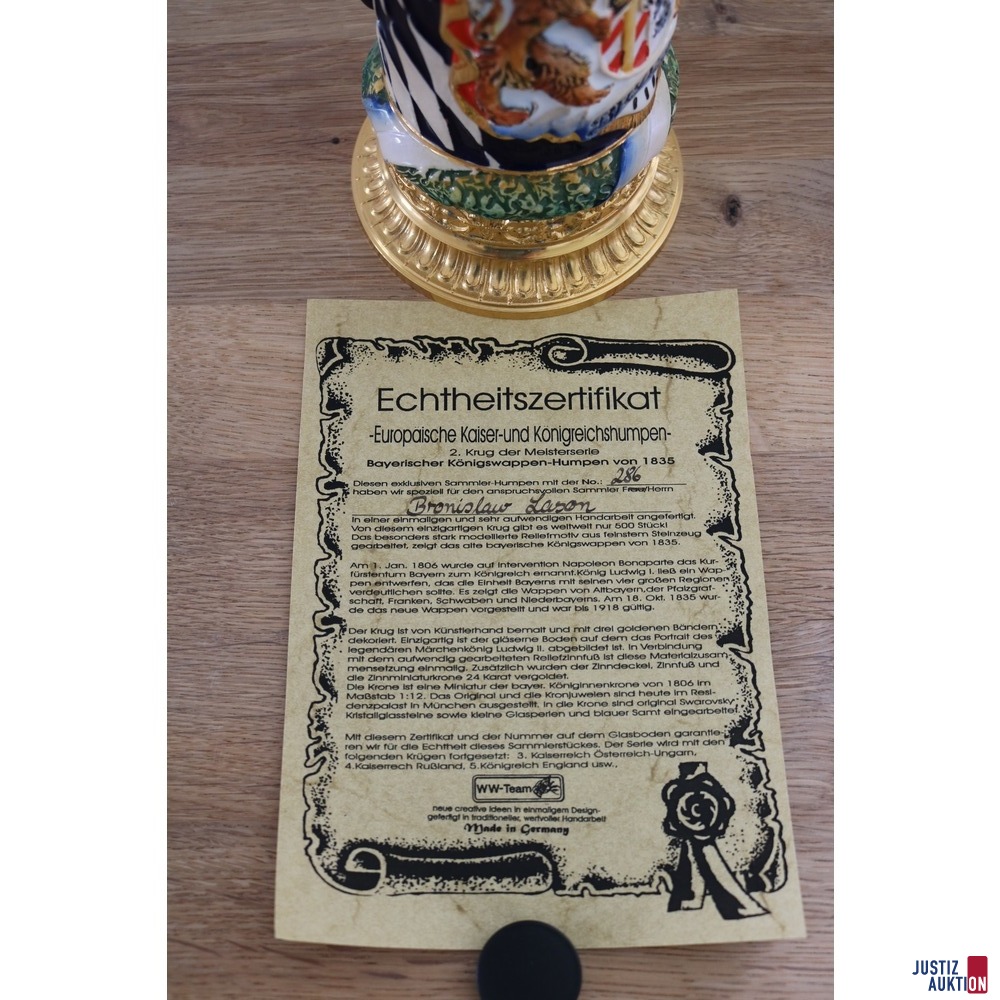 Echtheitszertifikat
-Europaische Kaiser-und Königreichshumpen-
2. Krug der Meisterserie
Bayerischer Königswappen-Humpen von 1835
Diesen exklusiven Sammler-Humpen mit der No.: 286
haben wir speziell für den anspruchsvollen Sammler Frau/Herrn
Bronislaw Lason
in einer einmaligen und sehr aufwendigen Handarbeit angefertigt.
Von diesem einzigartigen Krug gibt es weltweit nur 500 Stück!
Das besonders stark modellierte Reliefmotiv aus feinstem Steinzeug
gearbeitet, zeigt das alte bayerische Königswappen von 1835.
Am 1. Jan. 1806 wurde auf intervention Napoleon Bonaparte das Kur-
fürstentum Bayern zum Königreich ernannt.König Ludwig I. ließ ein Wap-
pen entwerfen, das die Einheit Bayerns mit seinen vier großen Regionen
verdeutlichen sollte. Es zeigt die Wappen von Altbayern,der Pfalzgraf-
schaft, Franken, Schwaben und Niederbayerns. Am 18. Okt. 1835 wur-
de das neue Wappen vorgestellt und war bis 1918 gültig.
Der Krug ist von Künstlerhand bemalt und mit drei goldenen Bändern
dekoriert. Einzigartig ist der gläserne Boden auf dem das Portrait des
legendären Märchenkönig Ludwig II. abgebildet ist. In Verbindung
mit dem aufwendig gearbeiteten Reliefzinnfuß ist diese Materialzusam
mensetzung einmalig. Zusätzlich wurden der Zinndeckel, Zinnfuß und
die Zinnminiaturkrone 24 Karat vergoldet.
Die Krone ist eine Miniatur der bayer. Königinnenkrone von 1806 im
Maßstab 1:12. Das Original und die Kronjuwelen sind heute im Resi-
denzpalast in München ausgestellt. In die Krone sind original Swarovsky
Kristallglassteine sowie kleine Glasperlen und blauer Samt eingearbeitet.
Mit diesem Zertifikat und der Nummer auf dem Glasboden garantie-
ren wir für die Echtheit dieses Sammlerstückes. Der Serie wird mit den
folgenden Krügen fortgesetzt: 3. Kaiserreich Österreich-Ungarn,
4.Kaiserrech Rußland, 5.Königreich England usw.,
WW-Team
neue creative Ideen in einmaligem Design-
gefertigt in traditioneller, wertvoller Handarbeit
Made in Germany
JUSTIZ
AUKTION